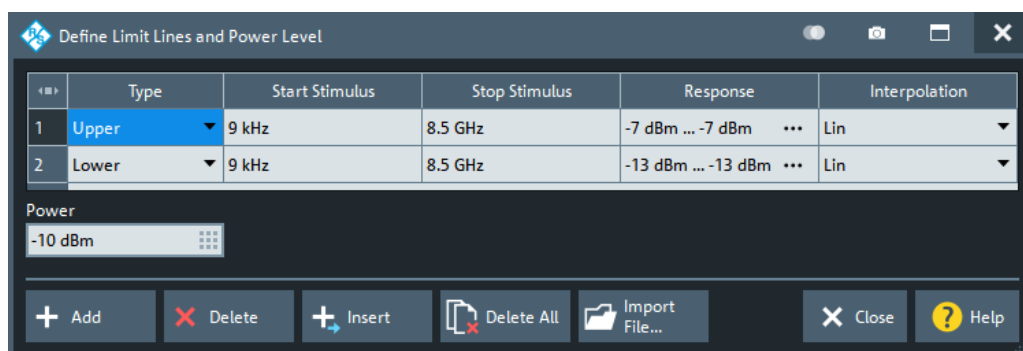 R&S Define Limit Lines and Power Level
Type Start Stimulus Stop Stimulus Response Interpolation
1 Upper 9 kHz 8.5 GHz -7 dBm ... -7 dBm ... Lin
2 Lower 9 kHz 8.5 GHz -13 dBm ... -13 dBm ... Lin
Power
-10 dBm
+ Add Delete + Insert Delete All Import File... Close ? Help